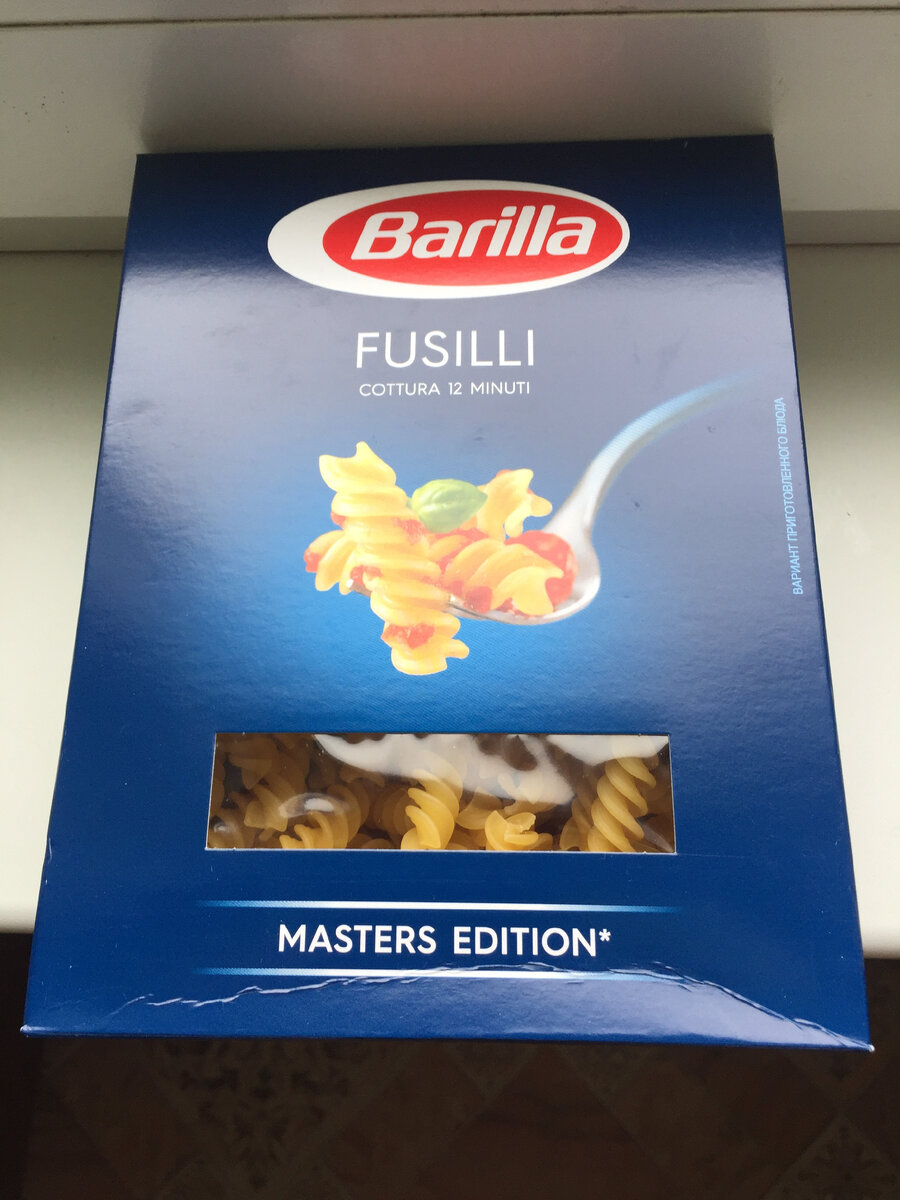 Barilla
FUSILLI
COTTURA 12 MINUTI
ВАРИАНТ ПРИГОТОВЛЕННОГО БЛЮДА
MASTERS EDITION*